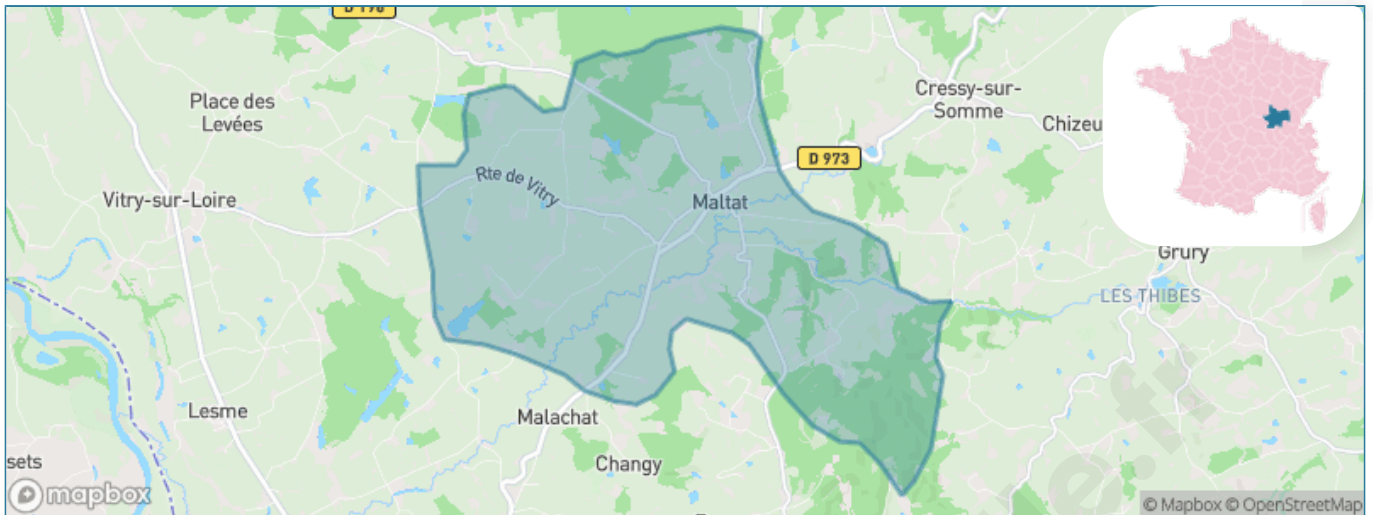 D 198
Place des
Levées
Cressy-sur-
Somme
Chizeu
D 973
Rte de Vitry
Vitry-sur-Loire
Maltat
Grury
LES THIBES
Lesme
Malachat
Changy
sets
mapbox
© Mapbox © OpenStreetMap